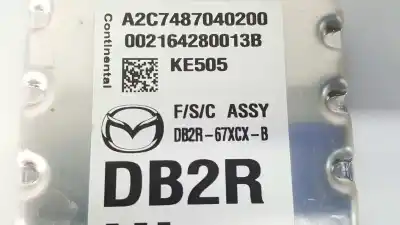 Continental
A2C7487040200
002164280013B
KE505
F/S/C ASSY
DB2R-67XCX-B
DB2R